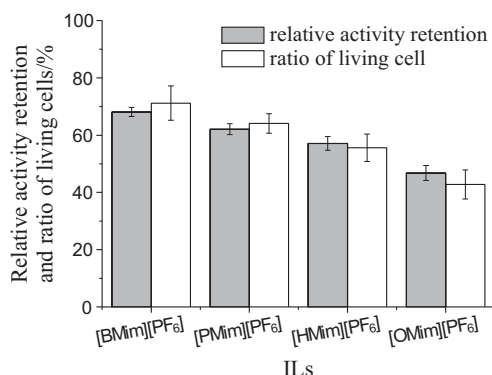 relative activity retention
ratio of living cell
Relative activity retention
and ratio of living cells/%
100
80
60
40
20
0
[BMim][PF₆] [PMim][PF₆] [HMim][PF₆] [OMim][PF₆]
ILs